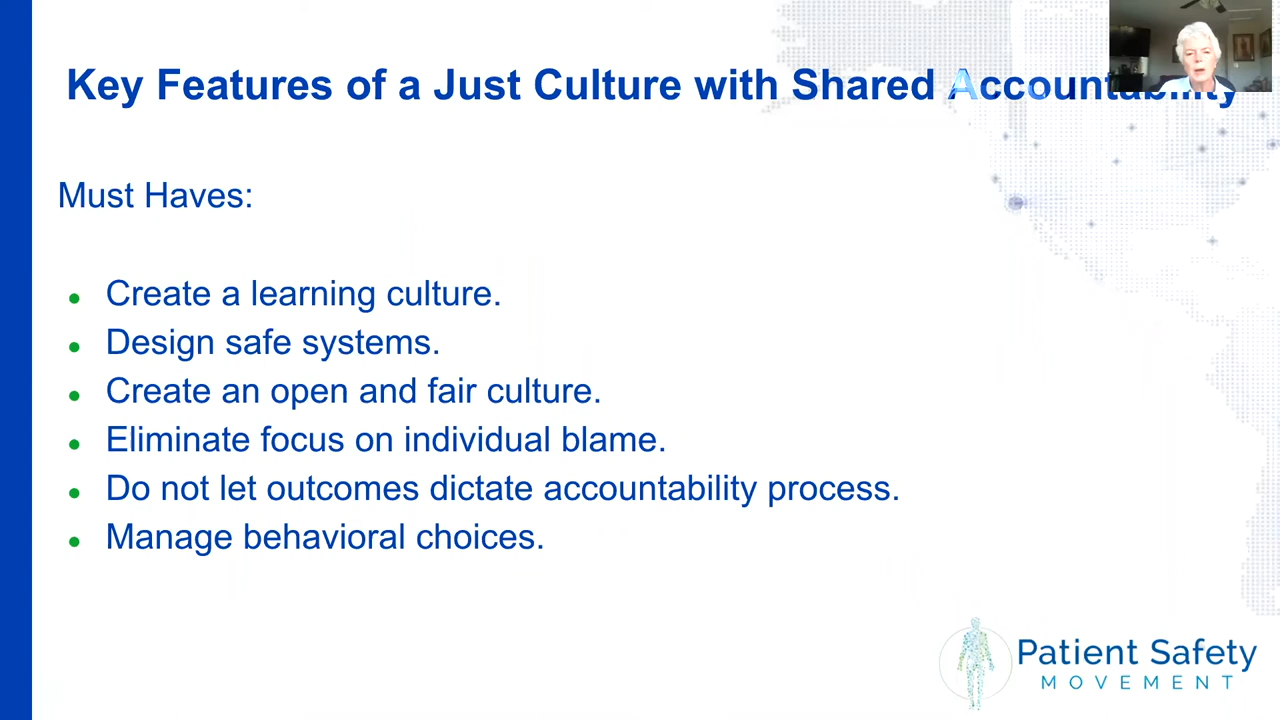 Key Features of a Just Culture with Shared Accountability
Must Haves:
Create a learning culture.
Design safe systems.
Create an open and fair culture.
Eliminate focus on individual blame.
Do not let outcomes dictate accountability process.
Manage behavioral choices.
Patient Safety
MOVEMENT